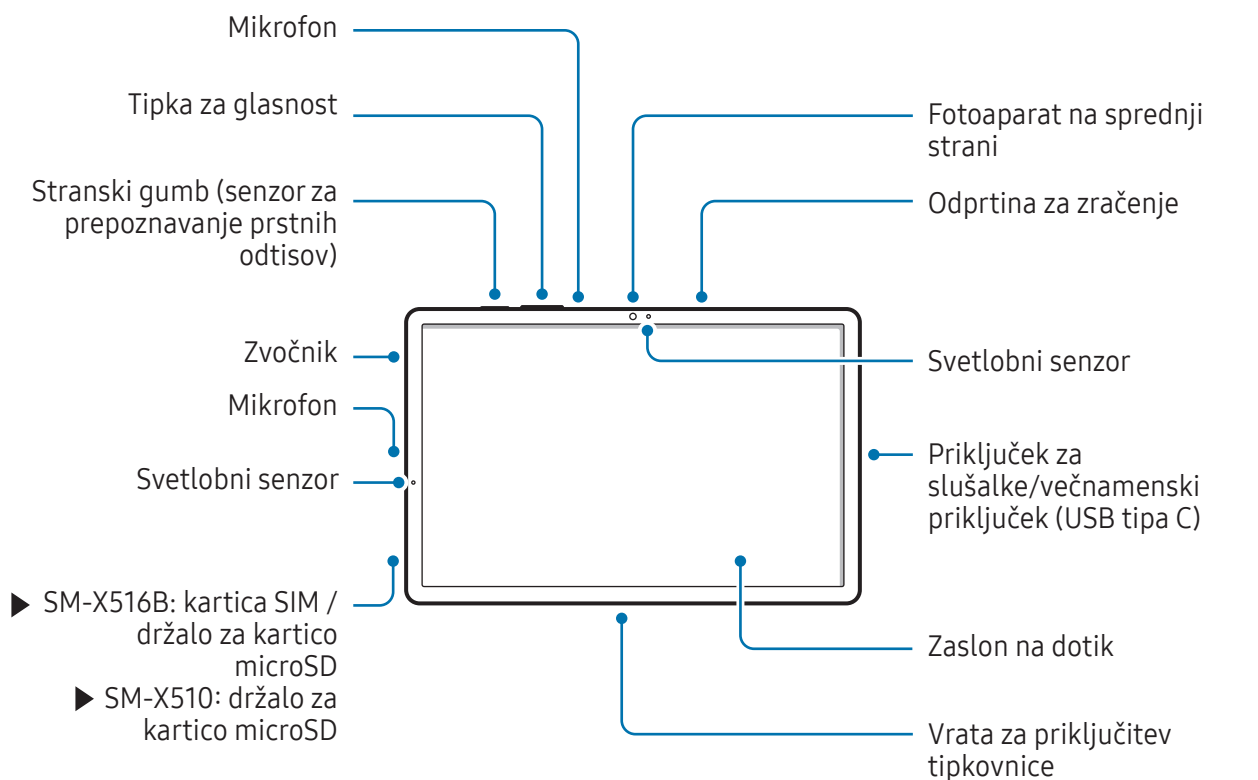 Mikrofon
Tipka za glasnost
Stranski gumb (senzor za
prepoznavanje prstnih
odtisov)
Zvočnik
Mikrofon
Svetlobni senzor
▶ SM-X516B: kartica SIM /
držalo za kartico
microSD
▶ SM-X510: držalo za
kartico microSD
Fotoaparat na sprednji
strani
Odprtina za zračenje
Svetlobni senzor
Priključek za
slušalke/večnamenski
priključek (USB tipa C)
Zaslon na dotik
Vrata za priključitev
tipkovnice